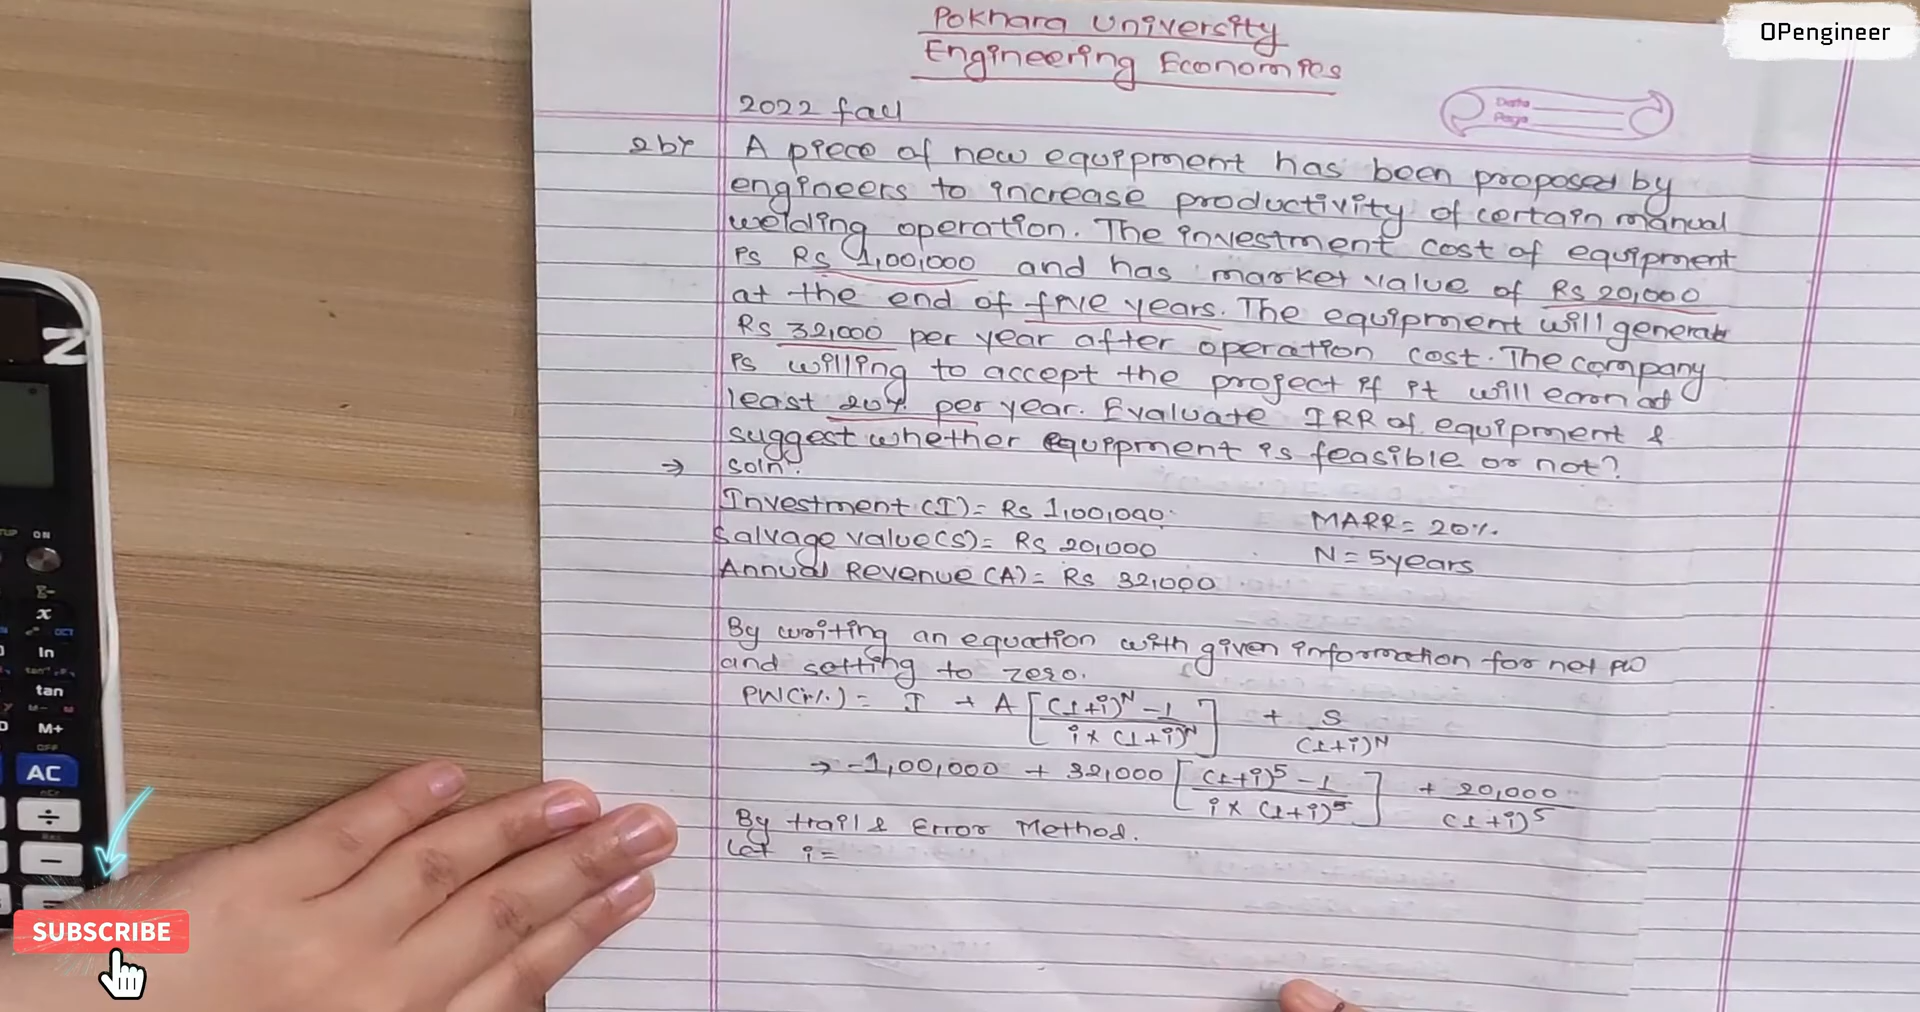 OPengineer
Pokhara University
Engineering Economics
2022 fall
Date
Page
2b) A piece of new equipment has been proposed by
engineers to increase productivity of certain manual
welding operation. The investment cost of equipment
is Rs 1,00,000 and has market value of Rs 20,000
at the end of five years. The equipment will generate
Rs 32,000 per year after operation cost. The company
is willing to accept the project if it will earn at
least 20% per year. Evaluate IRR of equipment &
suggest whether equipment is feasible or not?
→ soln:
Investment (I) = Rs 1,00,000. MARR = 20%.
Salvage value(s) = Rs 20,000 N = 5years
Annual Revenue (A) = Rs 32,000
By writing an equation with given information for net PW
and setting to zero.
PW(i%) = I + A [(1+i)^N - 1 / i × (1+i)^N] + S / (1+i)^N
→ -1,00,000 + 32,000 [(1+i)^5 - 1 / i × (1+i)^5] + 20,000 / (1+i)^5
By trail & Error Method.
Let i =
ON
x
OCT
ln
tan
M+
OFF
AC
÷
−
=
SUBSCRIBE